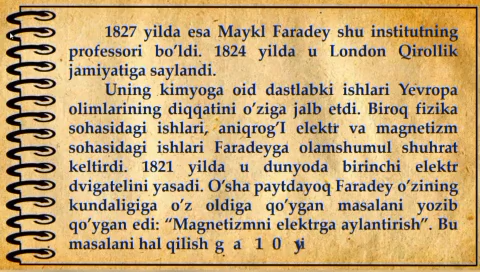 1827 yilda esa Maykl Faradey shu institutning
professori bo’ldi. 1824 yilda u London Qirollik
jamiyatiga saylandi.
Uning kimyoga oid dastlabki ishlari Yevropa
olimlarining diqqatini o’ziga jalb etdi. Biroq fizika
sohasidagi ishlari, aniqrog’I elektr va magnetizm
sohasidagi ishlari Faradeyga olamshumul shuhrat
keltirdi. 1821 yilda u dunyoda birinchi elektr
dvigatelini yasadi. O’sha paytdayoq Faradey o’zining
kundaligiga o’z oldiga qo’ygan masalani yozib
qo’ygan edi: “Magnetizmni elektrga aylantirish”. Bu
masalani hal qilish g a 1 0